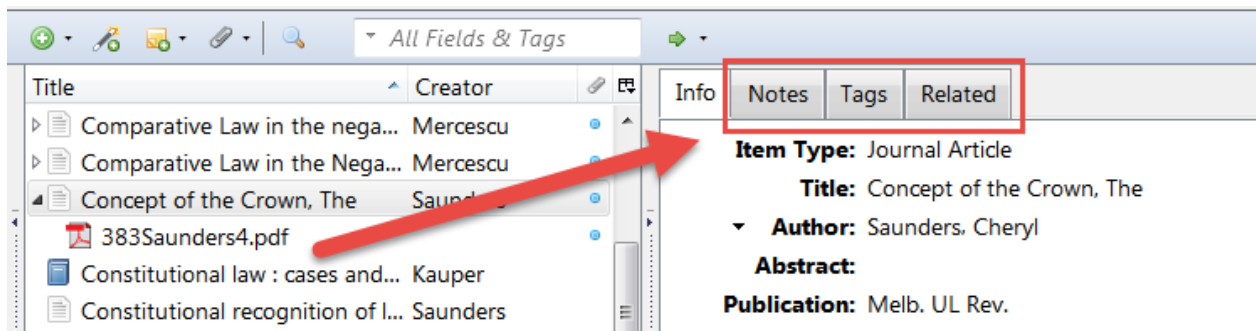 All Fields & Tags
Title Creator
Comparative Law in the nega... Mercescu
Comparative Law in the Nega... Mercescu
Concept of the Crown, The Saunders
383Saunders4.pdf
Constitutional law : cases and... Kauper
Constitutional recognition of l... Saunders
Info Notes Tags Related
Item Type: Journal Article
Title: Concept of the Crown, The
Author: Saunders, Cheryl
Abstract:
Publication: Melb. UL Rev.